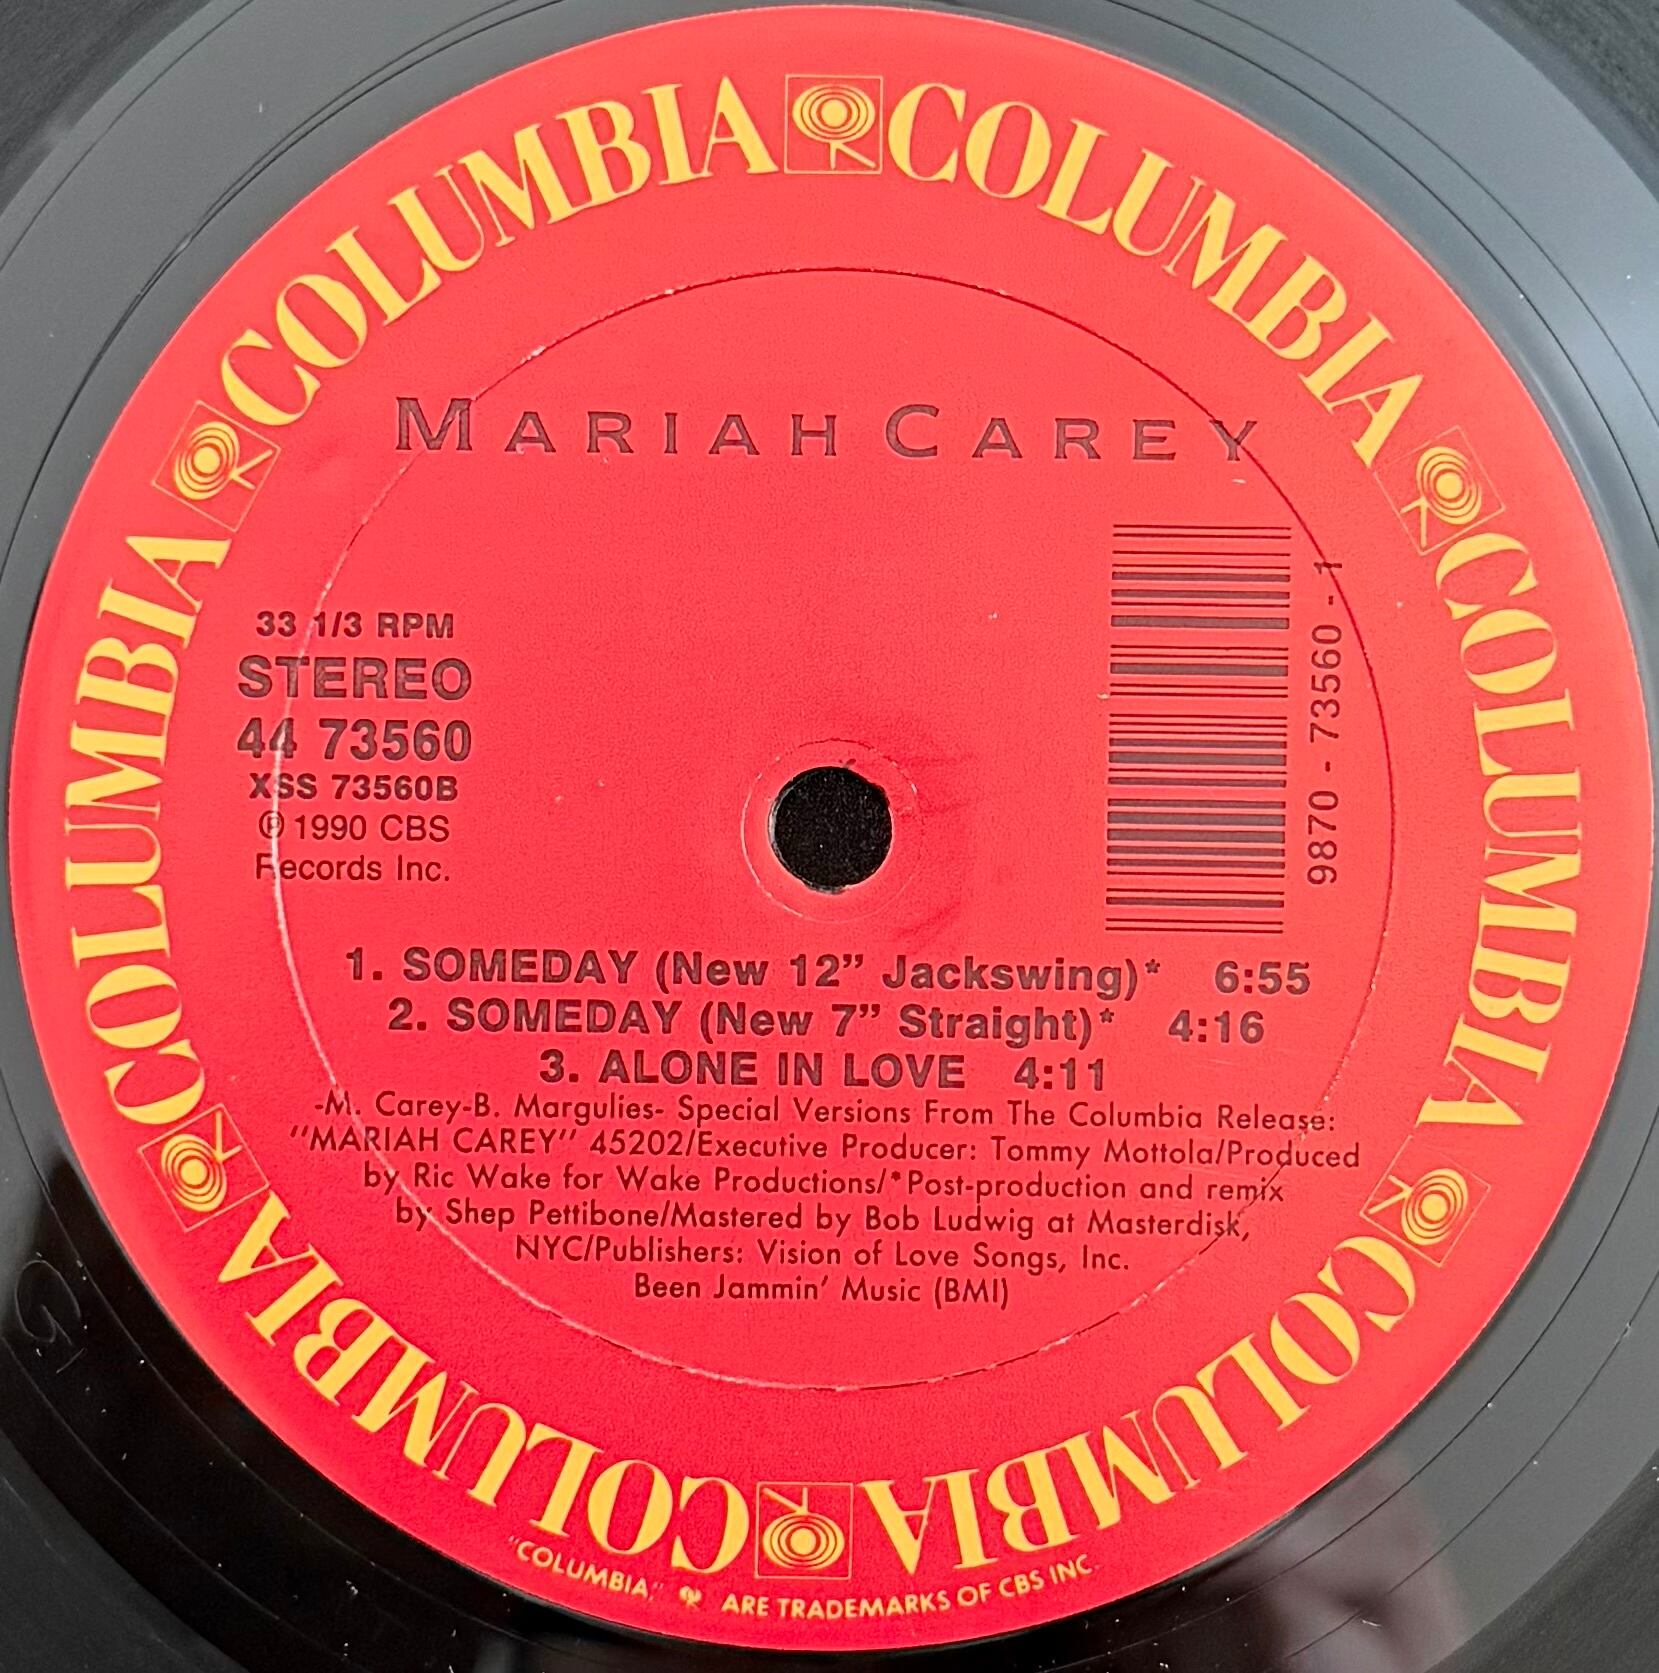 COLUMBIA COLUMBIA COLUMBIA COLUMBIA COLUMBIA COLUMBIA
MARIAH CAREY
33 1/3 RPM
STEREO
44 73560
XSS 73560B
℗ 1990 CBS
Records Inc.
9870 - 73560 - 1
1. SOMEDAY (New 12” Jackswing)* 6:55
2. SOMEDAY (New 7” Straight)* 4:16
3. ALONE IN LOVE 4:11
-M. Carey-B. Margulies- Special Versions From The Columbia Release:
“MARIAH CAREY” 45202/Executive Producer: Tommy Mottola/Produced
by Ric Wake for Wake Productions/*Post-production and remix
by Shep Pettibone/Mastered by Bob Ludwig at Masterdisk,
NYC/Publishers: Vision of Love Songs, Inc.
Been Jammin’ Music (BMI)
“COLUMBIA,” ARE TRADEMARKS OF CBS INC.